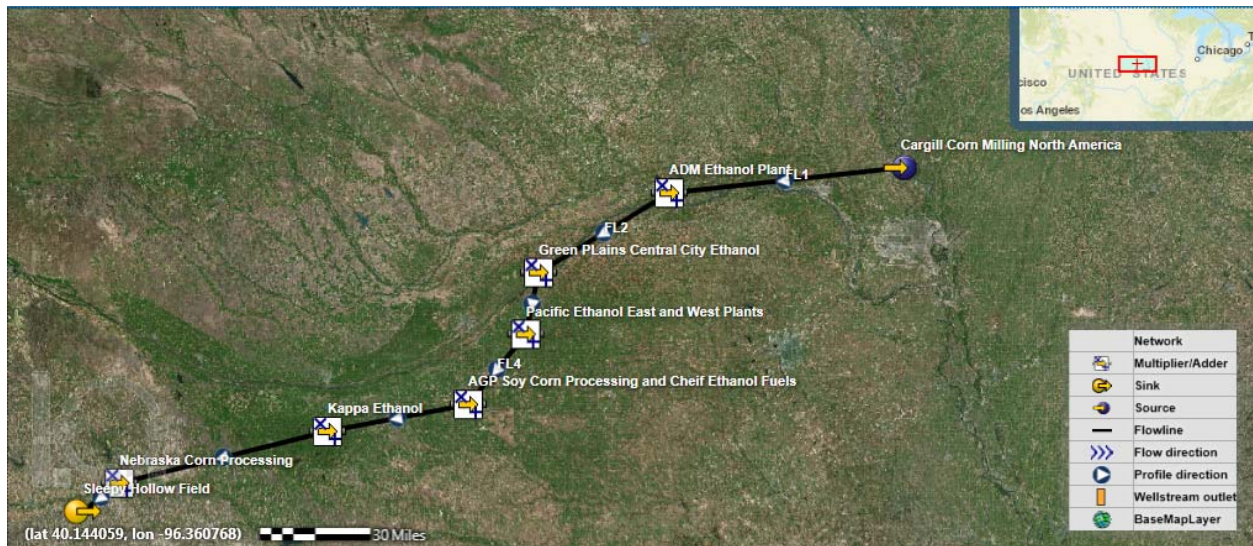 Chicago
UNITED STATES
cisco
os Angeles
Cargill Corn Milling North America
ADM Ethanol Plant
FL1
FL2
Green PLains Central City Ethanol
Pacific Ethanol East and West Plants
FL4
AGP Soy Corn Processing and Cheif Ethanol Fuels
Kappa Ethanol
Nebraska Corn Processing
Sleepy Hollow Field
(lat 40.144059, lon -96.360768)
30 Miles
Network
Multiplier/Adder
Sink
Source
Flowline
Flow direction
Profile direction
Wellstream outlet
BaseMapLayer